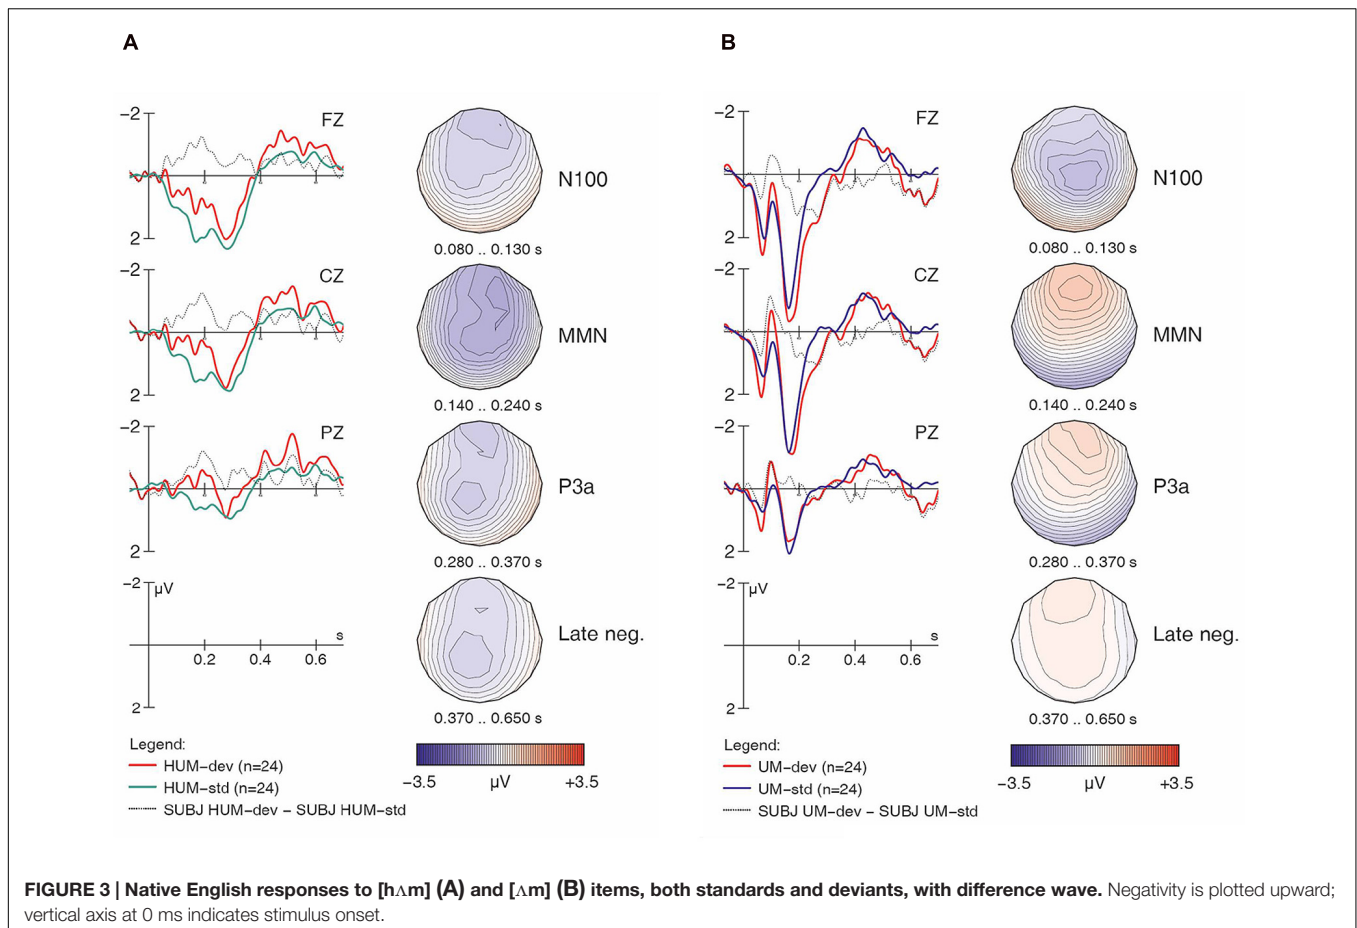 A
B
−2
FZ
2
−2
CZ
2
−2
PZ
2
−2
µV
s
0.2 0.4 0.6
2
N100
0.080 .. 0.130 s
MMN
0.140 .. 0.240 s
P3a
0.280 .. 0.370 s
Late neg.
0.370 .. 0.650 s
Legend:
HUM−dev (n=24)
HUM−std (n=24)
SUBJ HUM−dev − SUBJ HUM−std
−3.5 µV +3.5
−2
FZ
2
−2
CZ
2
−2
PZ
2
−2
µV
s
0.2 0.4 0.6
2
N100
0.080 .. 0.130 s
MMN
0.140 .. 0.240 s
P3a
0.280 .. 0.370 s
Late neg.
0.370 .. 0.650 s
Legend:
UM−dev (n=24)
UM−std (n=24)
SUBJ UM−dev − SUBJ UM−std
−3.5 µV +3.5
FIGURE 3 | Native English responses to [hΛm] (A) and [Λm] (B) items, both standards and deviants, with difference wave. Negativity is plotted upward;
vertical axis at 0 ms indicates stimulus onset.